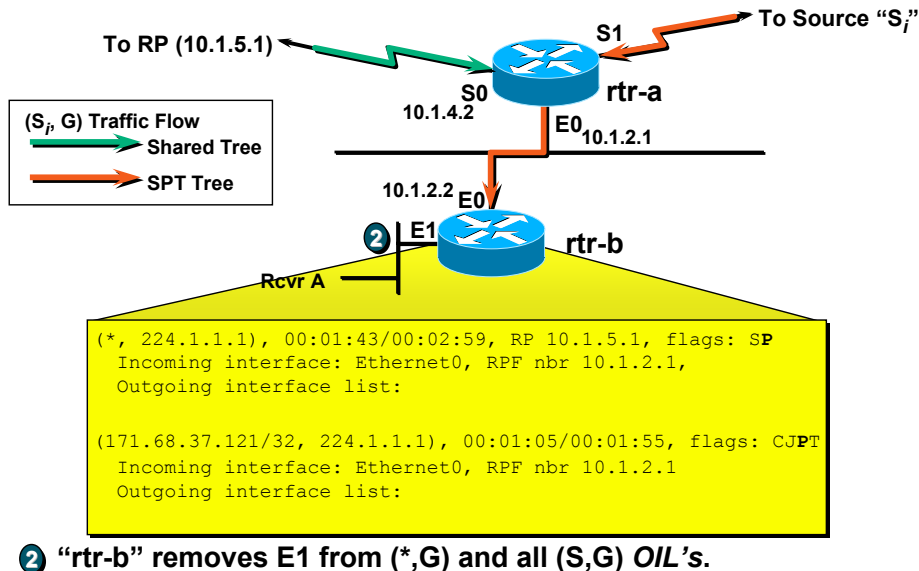 To Source “Si”
To RP (10.1.5.1)
S1
S0
rtr-a
10.1.4.2
E0
10.1.2.1
(Si, G) Traffic Flow
Shared Tree
SPT Tree
10.1.2.2
E0
2
E1
rtr-b
Rcvr A
(*, 224.1.1.1), 00:01:43/00:02:59, RP 10.1.5.1, flags: SP
Incoming interface: Ethernet0, RPF nbr 10.1.2.1,
Outgoing interface list:
(171.68.37.121/32, 224.1.1.1), 00:01:05/00:01:55, flags: CJPT
Incoming interface: Ethernet0, RPF nbr 10.1.2.1
Outgoing interface list:
2 “rtr-b” removes E1 from (*,G) and all (S,G) OIL’s.